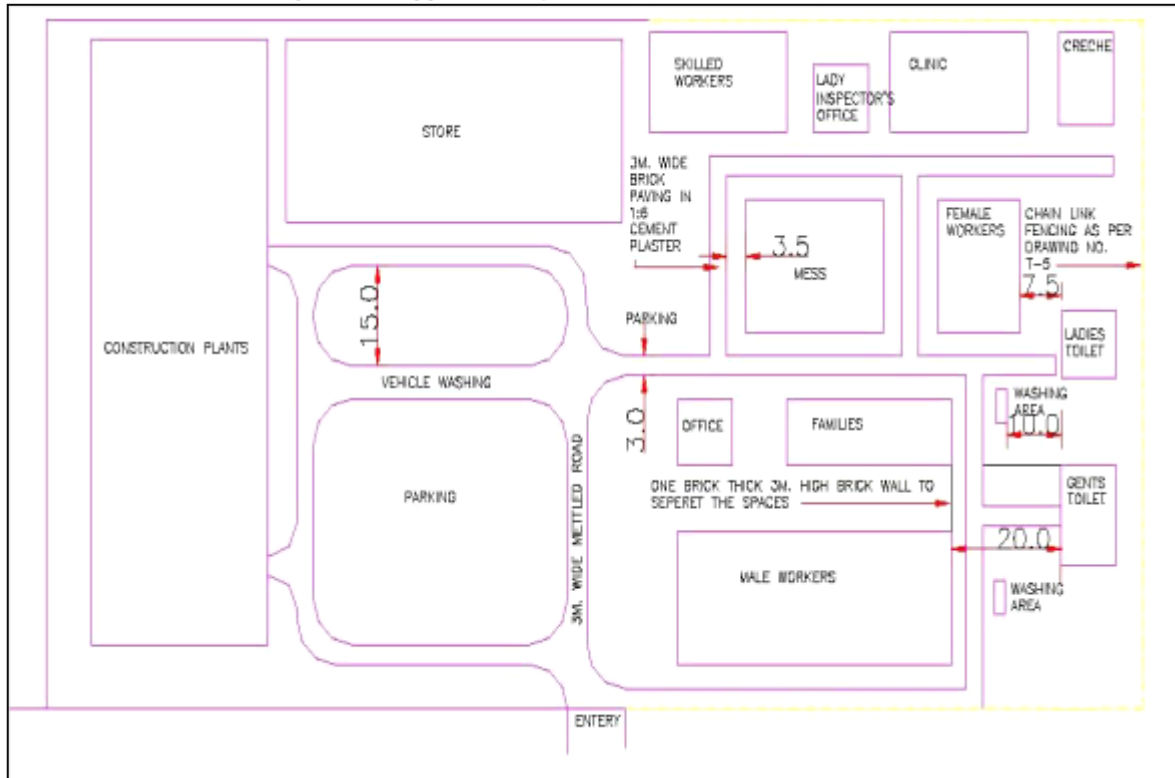 SKILLED
WORKERS
LADY
INSPECTOR'S
OFFICE
CLINIC
CRECHE
STORE
3M. WIDE
BRICK
PAVING IN
1:6
CEMENT
PLASTER
3.5
MESS
FEMALE
WORKERS
CHAIN LINK
FENCING AS PER
DRAWING NO.
T-5
7.5
CONSTRUCTION PLANTS
15.0
VEHICLE WASHING
PARKING
3.0
LADIES
TOILET
WASHING
AREA
10.0
OFFICE
FAMILIES
PARKING
3M. WIDE METTLED ROAD
ONE BRICK THICK 3M. HIGH BRICK WALL TO
SEPERET THE SPACES
GENTS
TOILET
20.0
MALE WORKERS
WASHING
AREA
ENTERY